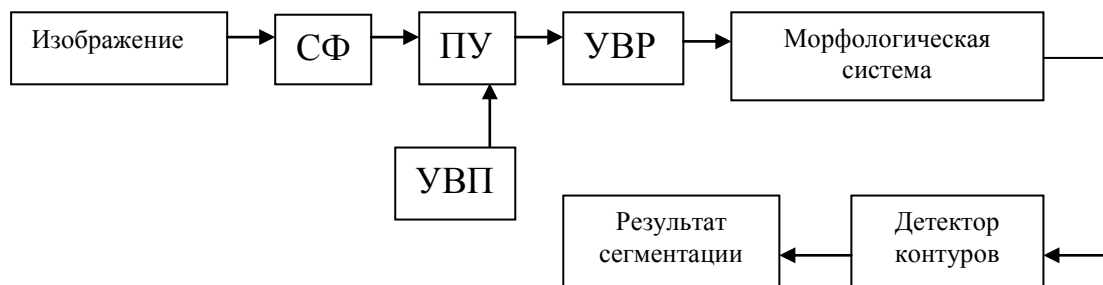 Изображение
СФ
ПУ
УВР
Морфологическая
система
УВП
Результат
сегментации
Детектор
контуров